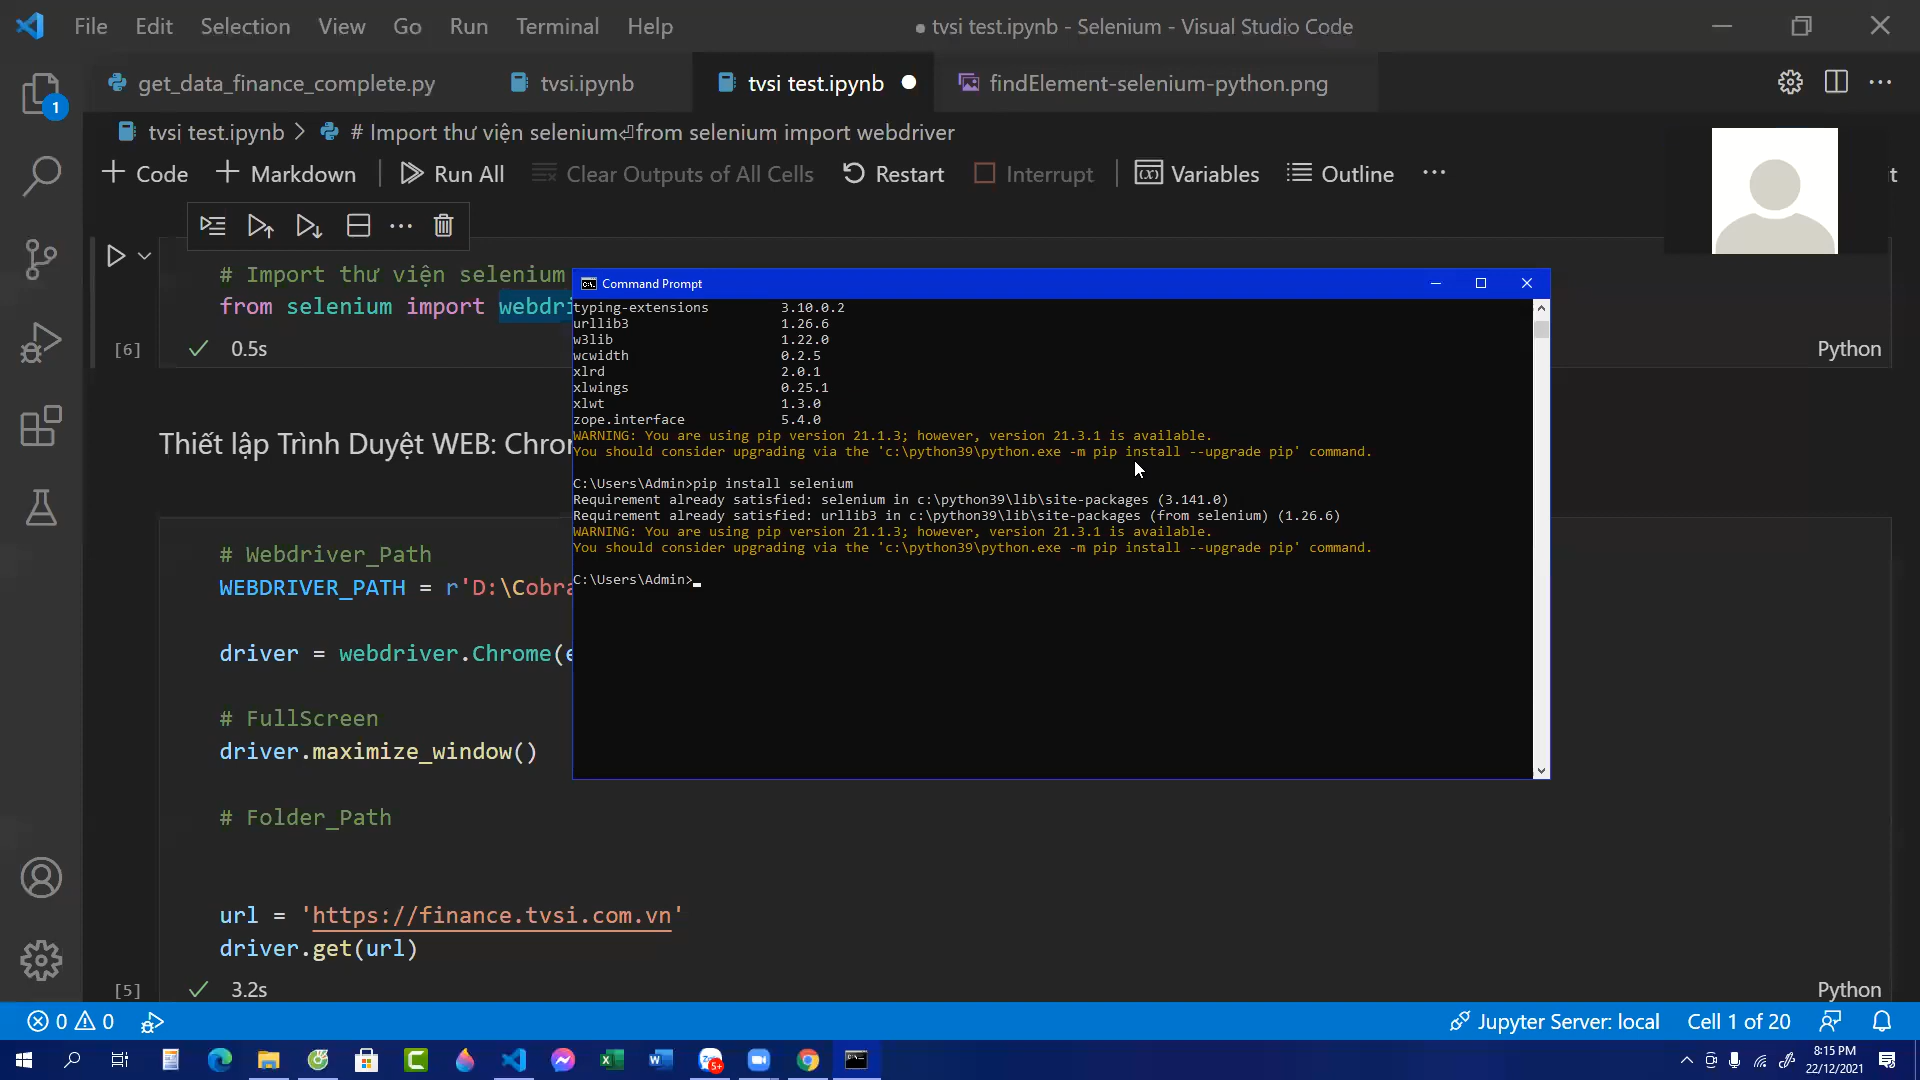 File Edit Selection View Go Run Terminal Help
● tvsi test.ipynb - Selenium - Visual Studio Code
get_data_finance_complete.py
tvsi.ipynb
tvsi test.ipynb
findElement-selenium-python.png
tvsi test.ipynb > # Import thư viện selenium⏎from selenium import webdriver
+ Code + Markdown Run All Clear Outputs of All Cells Restart Interrupt Variables Outline ···
# Import thư viện selenium
from selenium import webdri
[6] 0.5s Python
Thiết lập Trình Duyệt WEB: Chro
# Webdriver_Path
WEBDRIVER_PATH = r'D:\Cobra
driver = webdriver.Chrome(e
# FullScreen
driver.maximize_window()
# Folder_Path
url = 'https://finance.tvsi.com.vn'
driver.get(url)
[5] 3.2s Python
Command Prompt
typing-extensions 3.10.0.2
urllib3 1.26.6
w3lib 1.22.0
wcwidth 0.2.5
xlrd 2.0.1
xlwings 0.25.1
xlwt 1.3.0
zope.interface 5.4.0
WARNING: You are using pip version 21.1.3; however, version 21.3.1 is available.
You should consider upgrading via the 'c:\python39\python.exe -m pip install --upgrade pip' command.
C:\Users\Admin>pip install selenium
Requirement already satisfied: selenium in c:\python39\lib\site-packages (3.141.0)
Requirement already satisfied: urllib3 in c:\python39\lib\site-packages (from selenium) (1.26.6)
WARNING: You are using pip version 21.1.3; however, version 21.3.1 is available.
You should consider upgrading via the 'c:\python39\python.exe -m pip install --upgrade pip' command.
C:\Users\Admin>
0 0
Jupyter Server: local Cell 1 of 20
8:15 PM
22/12/2021